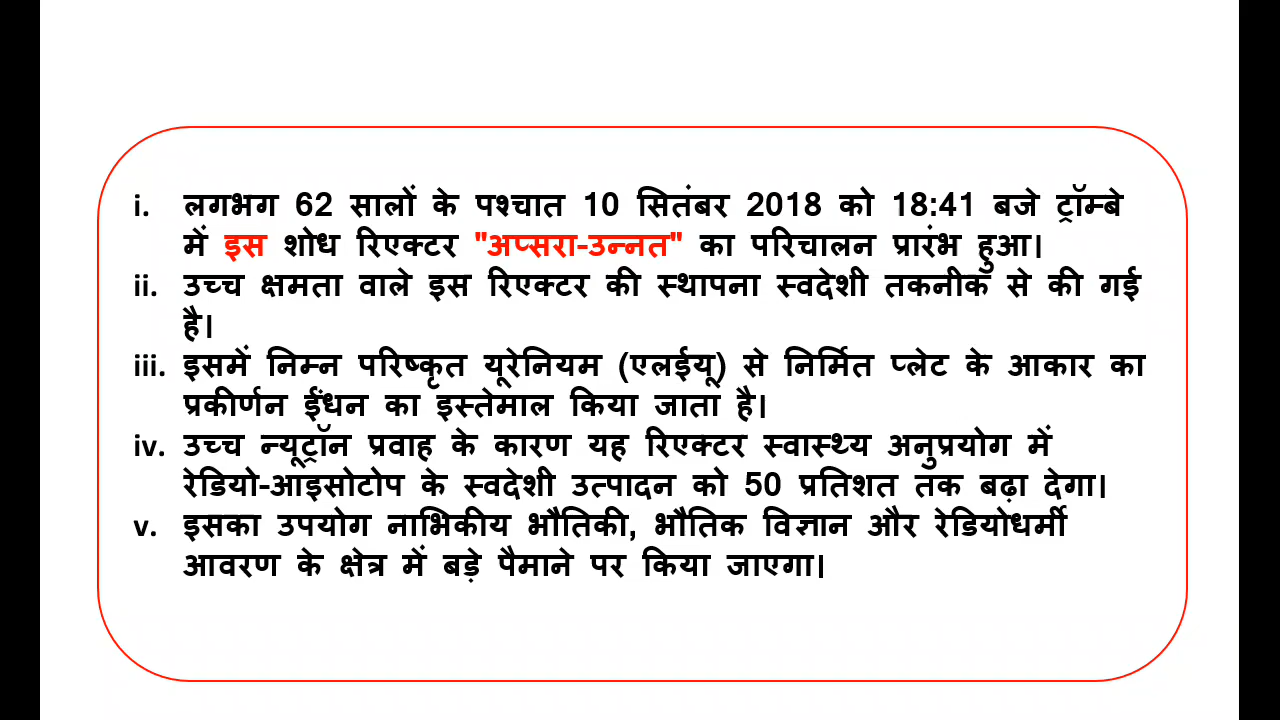 i. लगभग 62 सालों के पश्चात 10 सितंबर 2018 को 18:41 बजे ट्रॉम्बे
में इस शोध रिएक्टर "अप्सरा-उन्नत" का परिचालन प्रारंभ हुआ।
ii. उच्च क्षमता वाले इस रिएक्टर की स्थापना स्वदेशी तकनीक से की गई
है।
iii. इसमें निम्न परिष्कृत यूरेनियम (एलईयू) से निर्मित प्लेट के आकार का
प्रकीर्णन ईंधन का इस्तेमाल किया जाता है।
iv. उच्च न्यूट्रॉन प्रवाह के कारण यह रिएक्टर स्वास्थ्य अनुप्रयोग में
रेडियो-आइसोटोप के स्वदेशी उत्पादन को 50 प्रतिशत तक बढ़ा देगा।
v. इसका उपयोग नाभिकीय भौतिकी, भौतिक विज्ञान और रेडियोधर्मी
आवरण के क्षेत्र में बड़े पैमाने पर किया जाएगा।